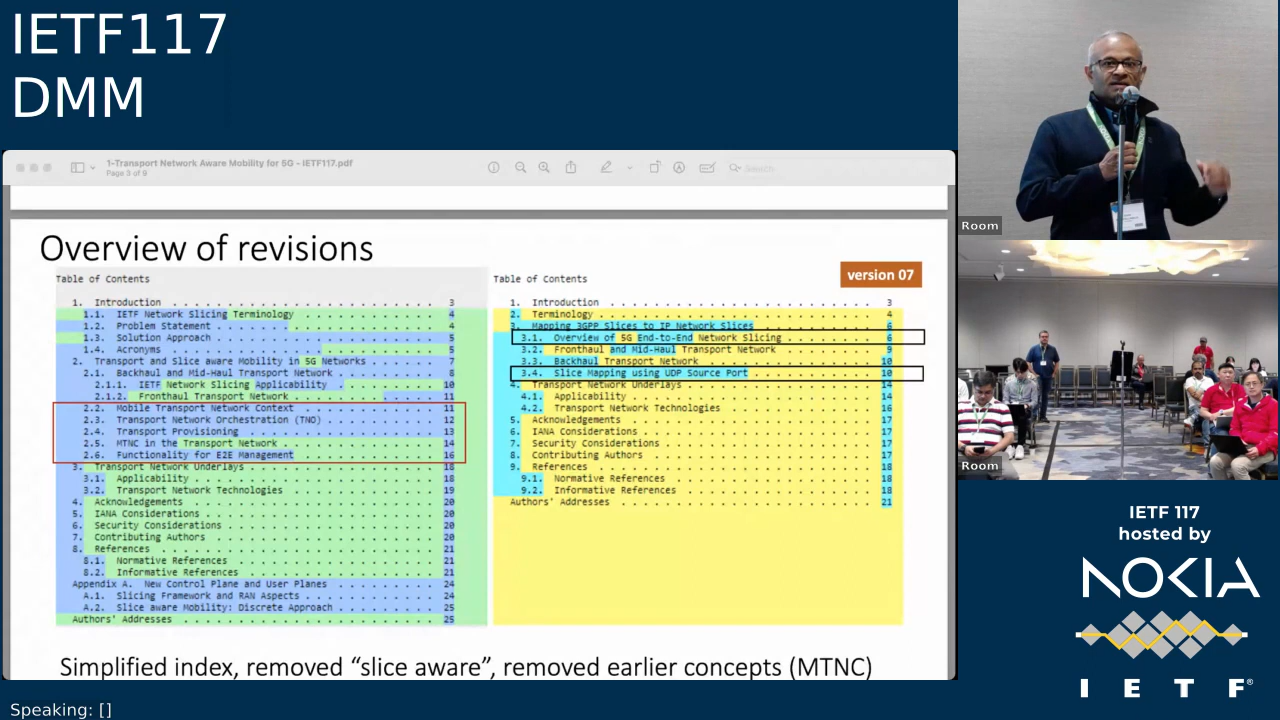 IETF117
DMM
1-Transport Network Aware Mobility for 5G - IETF117.pdf
Page 3 of 9
Search
Overview of revisions
version 07
Table of Contents
1. Introduction . . . . . . . . . . . . . . . . . . . . . . . 3
1.1. IETF Network Slicing Terminology . . . . . . . . . . . . 4
1.2. Problem Statement . . . . . . . . . . . . . . . . . . . 4
1.3. Solution Approach . . . . . . . . . . . . . . . . . . . 5
1.4. Acronyms . . . . . . . . . . . . . . . . . . . . . . . . 5
2. Transport and Slice aware Mobility in 5G Networks . . . . . . 7
2.1. Backhaul and Mid-Haul Transport Network . . . . . . . . 8
2.1.1. IETF Network Slicing Applicability . . . . . . . . . 10
2.1.2. Fronthaul Transport Network . . . . . . . . . . . . 11
2.2. Mobile Transport Network Context . . . . . . . . . . . . 11
2.3. Transport Network Orchestration (TNO) . . . . . . . . . 12
2.4. Transport Provisioning . . . . . . . . . . . . . . . . . 13
2.5. MTNC in the Transport Network . . . . . . . . . . . . . 14
2.6. Functionality for E2E Management . . . . . . . . . . . . 16
3. Transport Network Underlays . . . . . . . . . . . . . . . . . 18
3.1. Applicability . . . . . . . . . . . . . . . . . . . . . 18
3.2. Transport Network Technologies . . . . . . . . . . . . . 19
4. Acknowledgements . . . . . . . . . . . . . . . . . . . . . . 20
5. IANA Considerations . . . . . . . . . . . . . . . . . . . . . 20
6. Security Considerations . . . . . . . . . . . . . . . . . . . 20
7. Contributing Authors . . . . . . . . . . . . . . . . . . . . 20
8. References . . . . . . . . . . . . . . . . . . . . . . . . . 21
8.1. Normative References . . . . . . . . . . . . . . . . . . 21
8.2. Informative References . . . . . . . . . . . . . . . . . 21
Appendix A. New Control Plane and User Planes . . . . . . . . . 24
A.1. Slicing Framework and RAN Aspects . . . . . . . . . . . 24
A.2. Slice aware Mobility: Discrete Approach . . . . . . . . 25
Authors' Addresses . . . . . . . . . . . . . . . . . . . . . . . 25
Table of Contents
1. Introduction . . . . . . . . . . . . . . . . . . . . . . . 3
2. Terminology . . . . . . . . . . . . . . . . . . . . . . . . 4
3. Mapping 3GPP Slices to IP Network Slices . . . . . . . . . . 6
3.1. Overview of 5G End-to-End Network Slicing . . . . . . . 6
3.2. Fronthaul and Mid-Haul Transport Network . . . . . . . . 9
3.3. Backhaul Transport Network . . . . . . . . . . . . . . . 10
3.4. Slice Mapping using UDP Source Port . . . . . . . . . . 10
4. Transport Network Underlays . . . . . . . . . . . . . . . . . 14
4.1. Applicability . . . . . . . . . . . . . . . . . . . . . 14
4.2. Transport Network Technologies . . . . . . . . . . . . . 16
5. Acknowledgements . . . . . . . . . . . . . . . . . . . . . . 17
6. IANA Considerations . . . . . . . . . . . . . . . . . . . . . 17
7. Security Considerations . . . . . . . . . . . . . . . . . . . 17
8. Contributing Authors . . . . . . . . . . . . . . . . . . . . 17
9. References . . . . . . . . . . . . . . . . . . . . . . . . . 18
9.1. Normative References . . . . . . . . . . . . . . . . . . 18
9.2. Informative References . . . . . . . . . . . . . . . . . 18
Authors' Addresses . . . . . . . . . . . . . . . . . . . . . . . 21
Simplified index, removed “slice aware”, removed earlier concepts (MTNC)
Room
Room
IETF 117
hosted by
NOKIA
I E T F®
Speaking: []